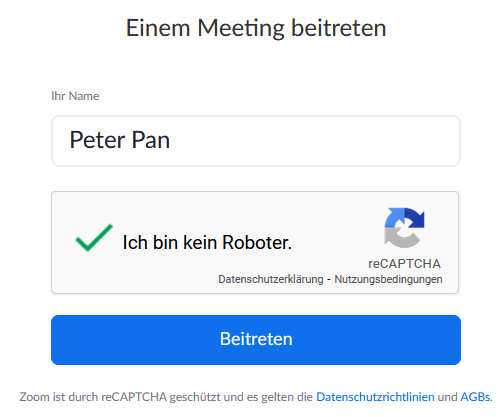 Einem Meeting beitreten
Ihr Name
Peter Pan
Ich bin kein Roboter.
reCAPTCHA
Datenschutzerklärung - Nutzungsbedingungen
Beitreten
Zoom ist durch reCAPTCHA geschützt und es gelten die Datenschutzrichtlinien und AGBs.